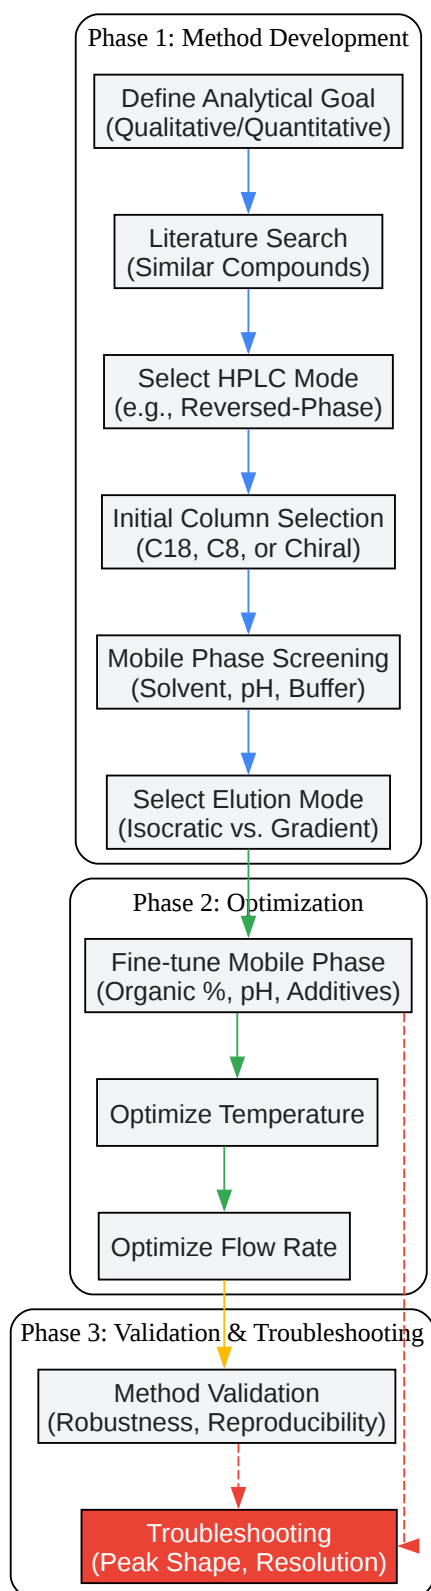 Phase 1: Method Development
Define Analytical Goal
(Qualitative/Quantitative)
Literature Search
(Similar Compounds)
Select HPLC Mode
(e.g., Reversed-Phase)
Initial Column Selection
(C18, C8, or Chiral)
Mobile Phase Screening
(Solvent, pH, Buffer)
Select Elution Mode
(Isocratic vs. Gradient)
Phase 2: Optimization
Fine-tune Mobile Phase
(Organic %, pH, Additives)
Optimize Temperature
Optimize Flow Rate
Phase 3: Validation & Troubleshooting
Method Validation
(Robustness, Reproducibility)
Troubleshooting
(Peak Shape, Resolution)